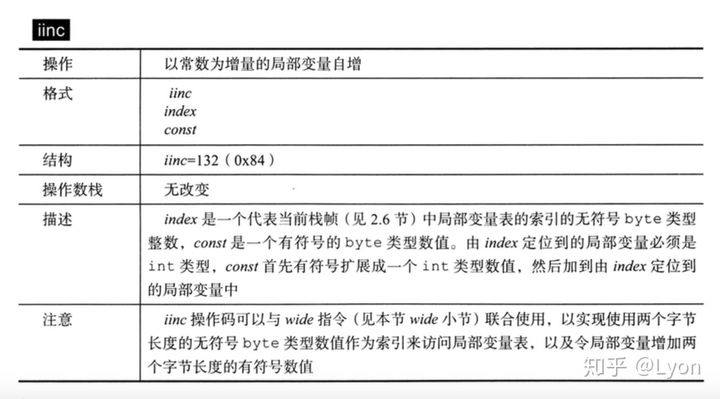 iinc
操作 以常数为增量的局部变量自增
格式 iinc
index
const
结构 iinc=132（0x84）
操作数栈 无改变
描述 index 是一个代表当前栈帧（见 2.6 节）中局部变量表的索引的无符号 byte 类型
整数，const 是一个有符号的 byte 类型数值。由 index 定位到的局部变量必须是
int 类型，const 首先有符号扩展成一个 int 类型数值，然后加到由 index 定位到
的局部变量中
注意 iinc 操作码可以与 wide 指令（见本节 wide 小节）联合使用，以实现使用两个字节
长度的无符号 byte 类型数值作为索引来访问局部变量表，以及令局部变量增加两
个字节长度的有符号数值
知乎 @Lyon